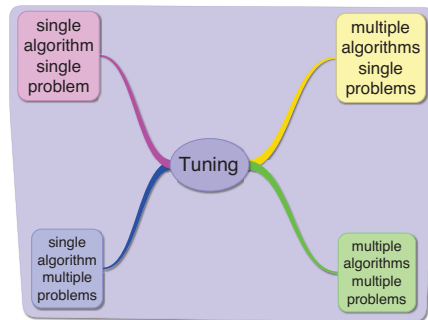 single
algorithm
single
problem
multiple
algorithms
single
problems
Tuning
single
algorithm
multiple
problems
multiple
algorithms
multiple
problems